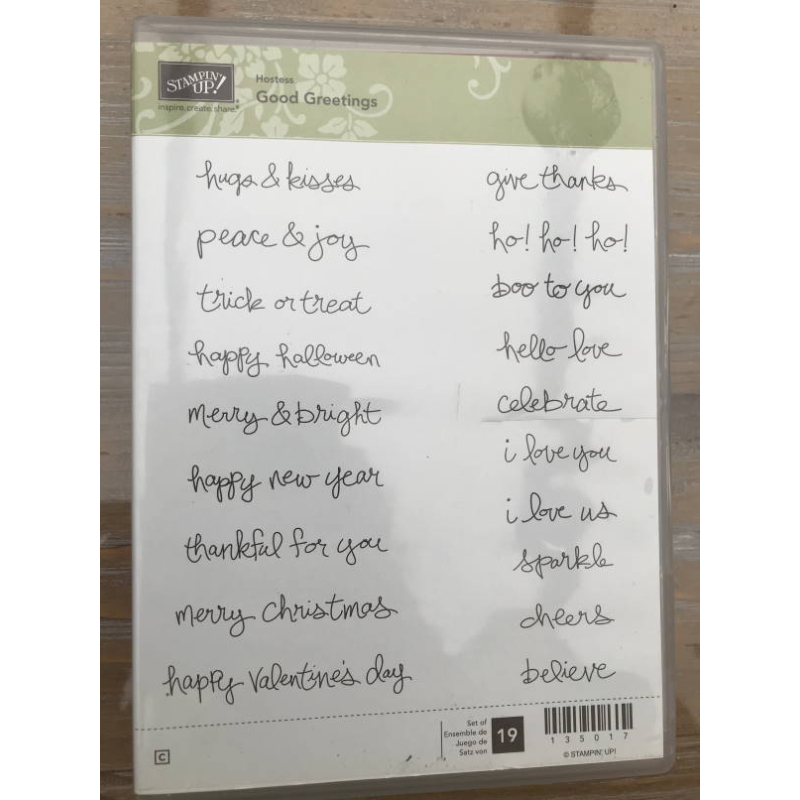 STAMPIN' UP!
inspire.create.share.®
Hostess
Good Greetings
hugs & kisses
peace & joy
trick or treat
happy halloween
merry & bright
happy new year
thankful for you
merry christmas
happy valentine's day
give thanks
ho! ho! ho!
boo to you
hello love
celebrate
i love you
i love us
sparkle
cheers
believe
C
Set of
Ensemble de
Juego de
Satz von
19
135017
© STAMPIN' UP!